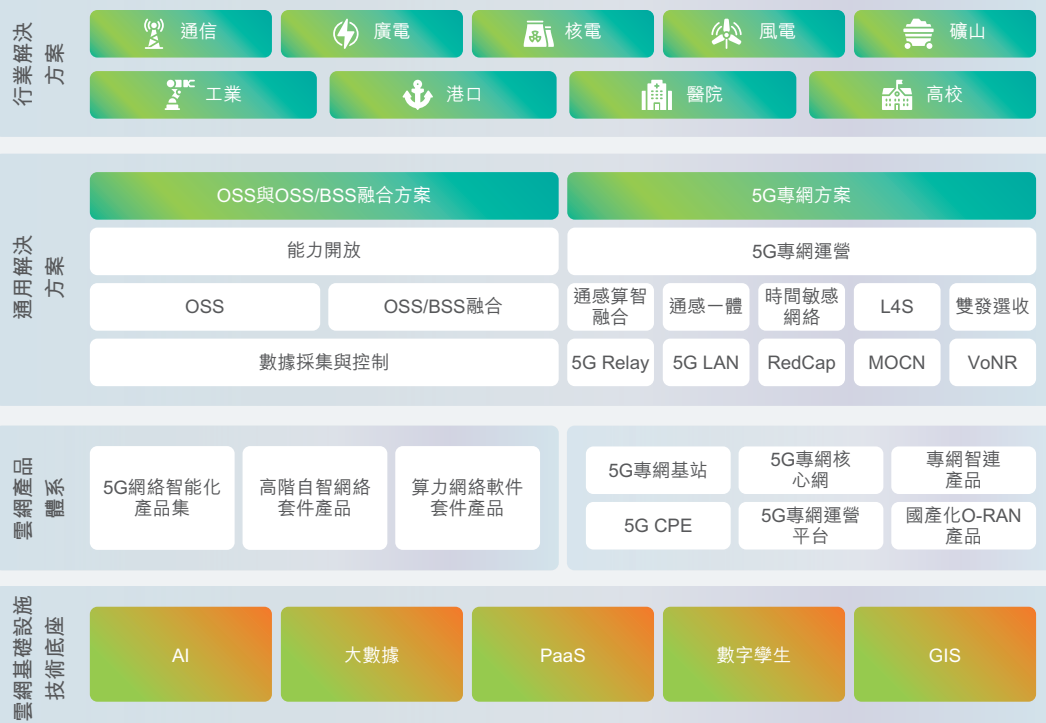 行業解決
方案
通信
廣電
核電
風電
礦山
工業
港口
醫院
高校
通用解決
方案
OSS與OSS/BSS融合方案
5G專網方案
能力開放
5G專網運營
OSS
OSS/BSS融合
通感算智
融合
通感一體
時間敏感
網絡
L4S
雙發選收
數據採集與控制
5G Relay
5G LAN
RedCap
MOCN
VoNR
雲網產品
體系
5G網絡智能化
產品集
高階自智網絡
套件產品
算力網絡軟件
套件產品
5G專網基站
5G專網核
心網
專網智連
產品
5G CPE
5G專網運營
平台
國產化O-RAN
產品
雲網基礎設施
技術底座
AI
大數據
PaaS
數字孿生
GIS